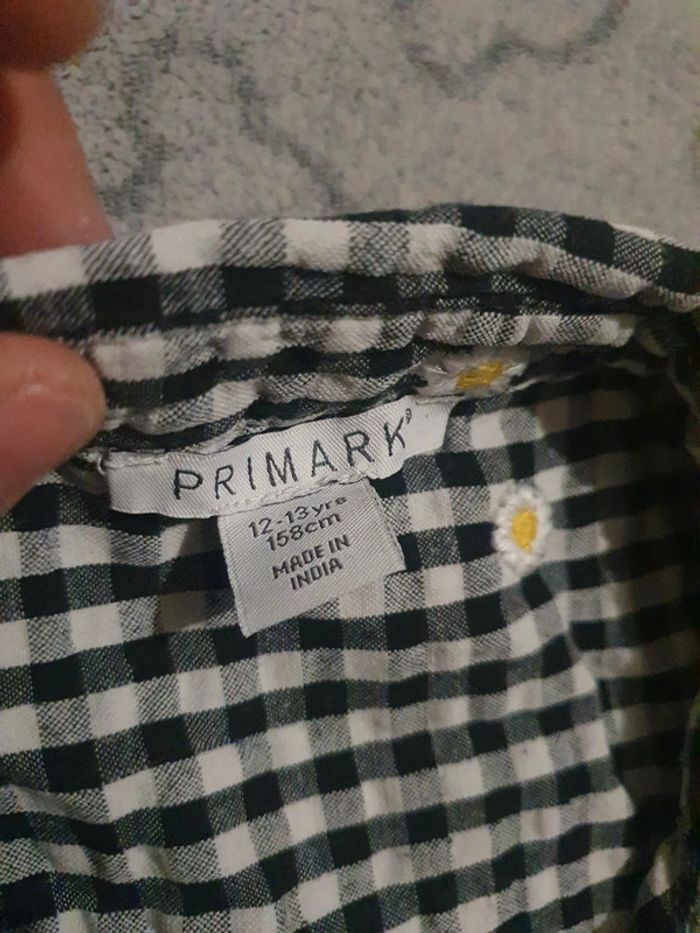 PRIMARK®
12-13yrs
158cm
MADE IN
INDIA